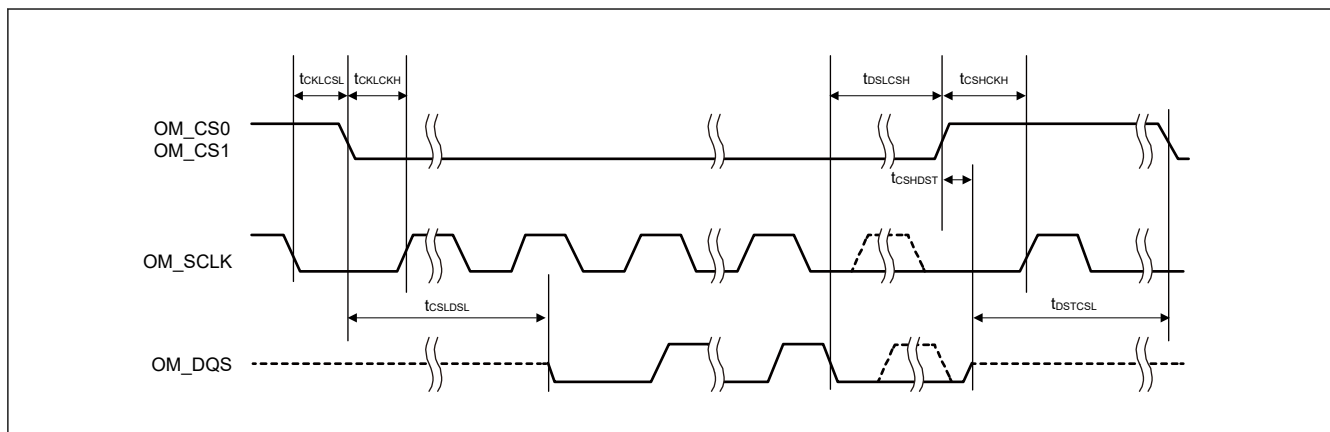 tCKLCSL tCKLCKH tDSLCSH tCSHCKH
OM_CS0
OM_CS1
tCSHDST
OM_SCLK
tCSLDSL tDSTCSL
OM_DQS